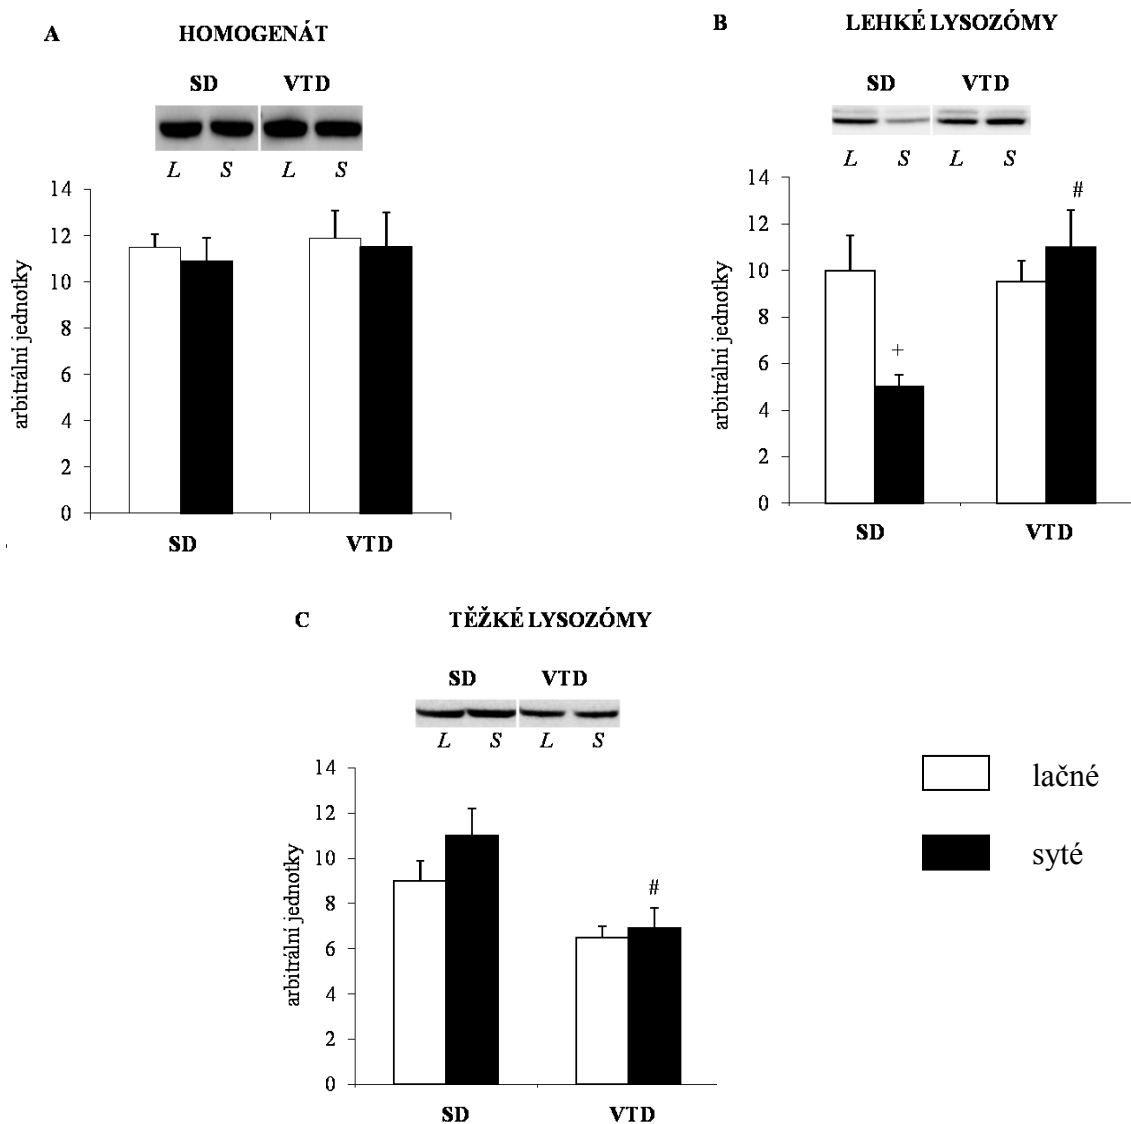 A HOMOGENÁT
SD VTD
L S L S
14
12
10
8
6
4
2
0
arbitrální jednotky
SD VTD
B LEHKÉ LYSOZÓMY
SD VTD
L S L S
14
12
10
8
6
4
2
0
arbitrální jednotky
+
#
SD VTD
C TĚŽKÉ LYSOZÓMY
SD VTD
L S L S
14
12
10
8
6
4
2
0
arbitrální jednotky
#
SD VTD
lačné
syté